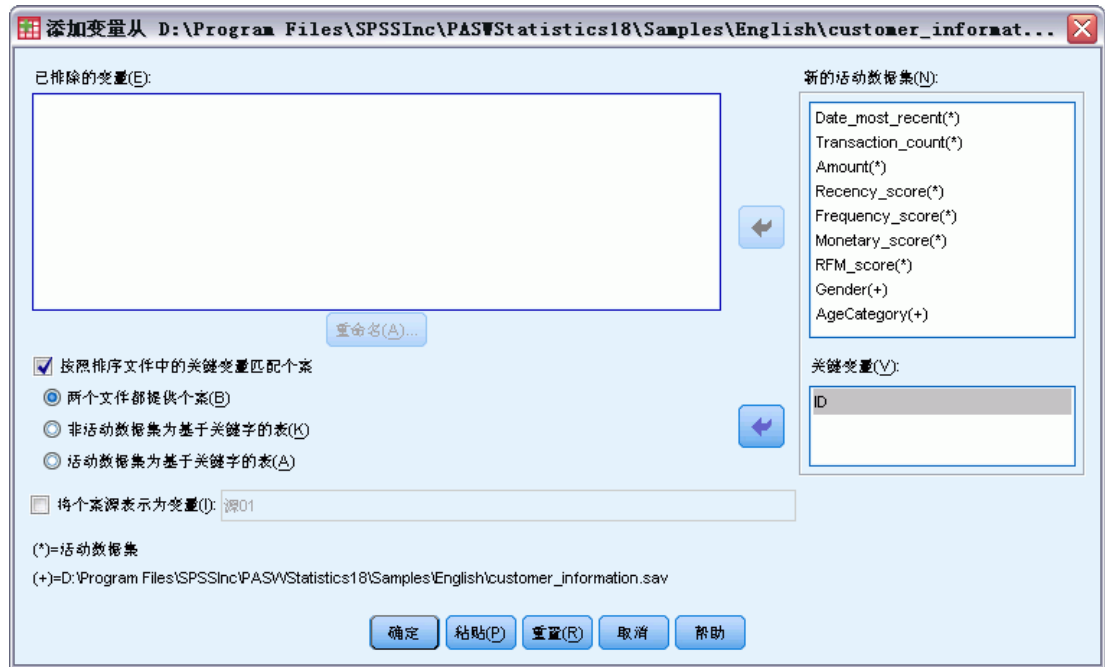 添加变量从 D:\Program Files\SPSSInc\PASWStatistics18\Samples\English\customer_informat...
已排除的变量(E):
重命名(A)...
按照排序文件中的关键变量匹配个案
两个文件都提供个案(B)
非活动数据集为基于关键字的表(K)
活动数据集为基于关键字的表(A)
将个案源表示为变量(I): 源01
(*)=活动数据集
(+)=D:\Program Files\SPSSInc\PASWStatistics18\Samples\English\customer_information.sav
新的活动数据集(N):
Date_most_recent(*)
Transaction_count(*)
Amount(*)
Recency_score(*)
Frequency_score(*)
Monetary_score(*)
RFM_score(*)
Gender(+)
AgeCategory(+)
关键变量(V):
ID
确定 粘贴(P) 重置(R) 取消 帮助